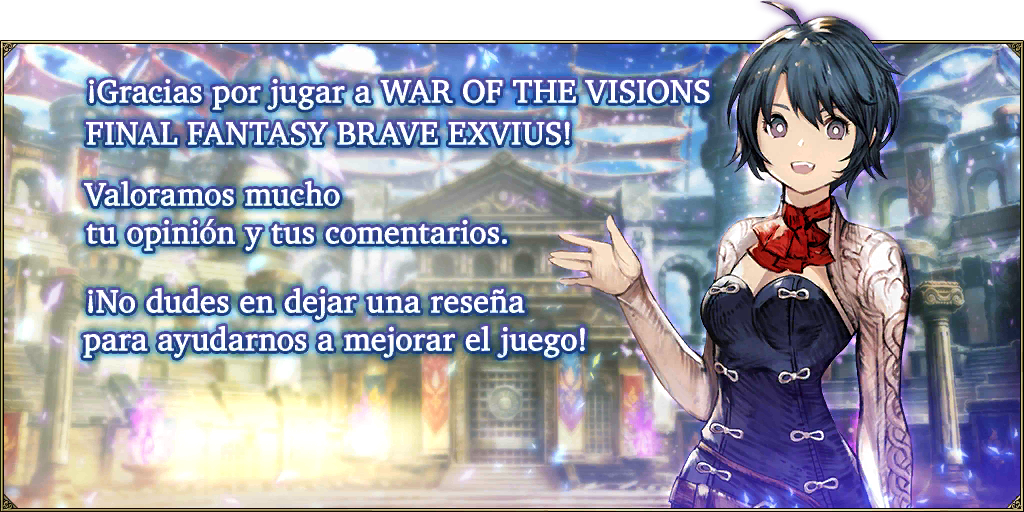 ¡Gracias por jugar a WAR OF THE VISIONS
FINAL FANTASY BRAVE EXVIUS!
Valoramos mucho
tu opinión y tus comentarios.
¡No dudes en dejar una reseña
para ayudarnos a mejorar el juego!